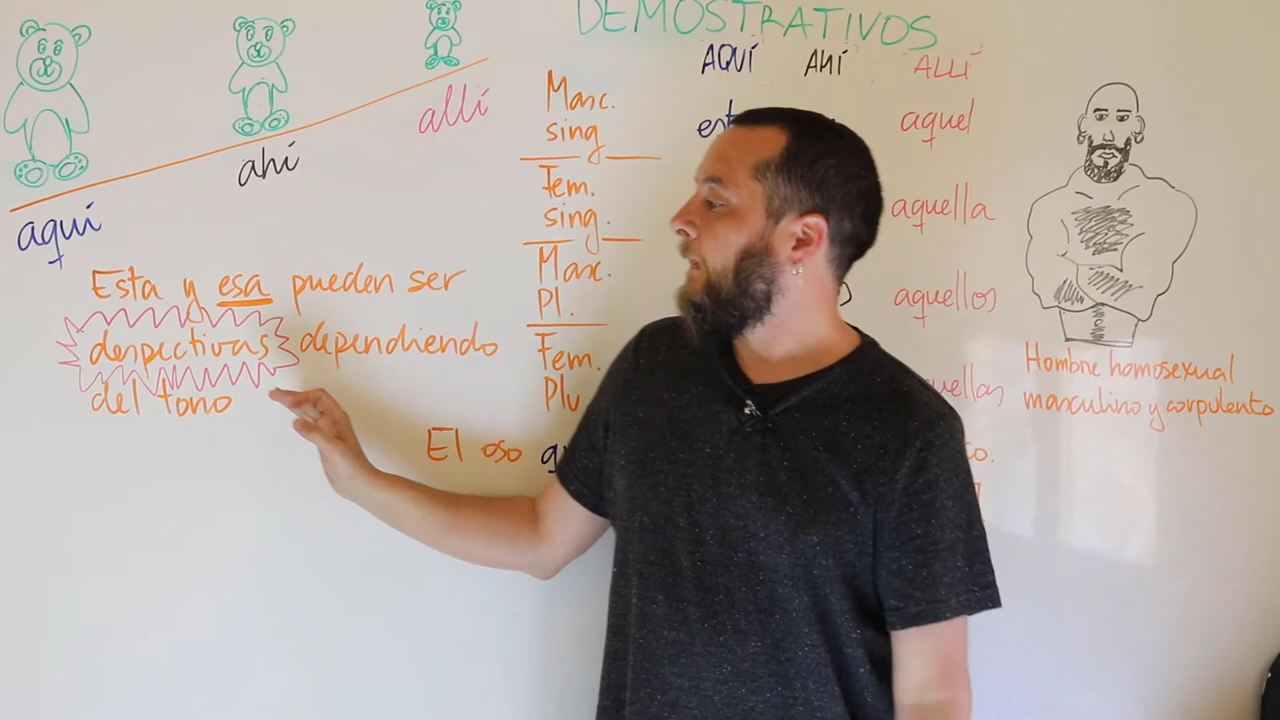 DEMOSTRATIVOS
AQUÍ AHÍ ALLÍ
aquí
ahí
allí
Masc.
sing
aquel
Fem.
sing.
aquella
Masc.
Pl.
aquellos
Fem.
Plu
Esta y esa pueden ser
despectivas dependiendo
del tono
El oso
Hombre homosexual
masculino y corpulento